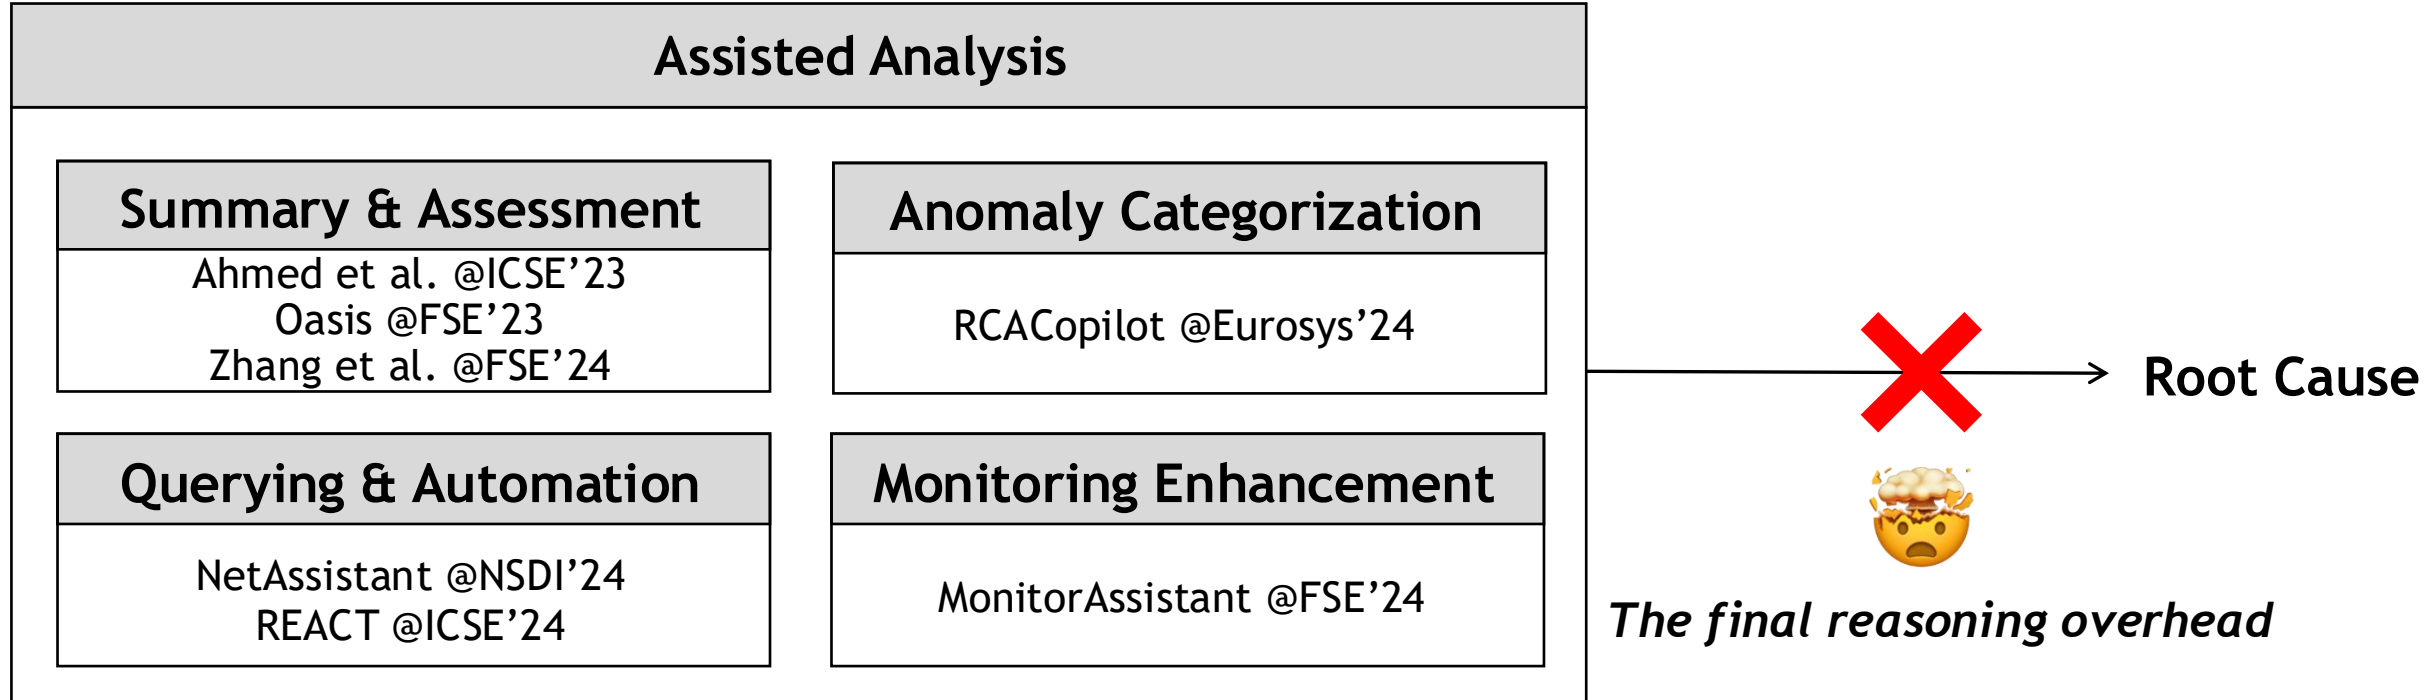 Assisted Analysis
Summary & Assessment
Ahmed et al. @ICSE’23
Oasis @FSE’23
Zhang et al. @FSE’24
Anomaly Categorization
RCACopilot @Eurosys’24
Querying & Automation
NetAssistant @NSDI’24
REACT @ICSE’24
Monitoring Enhancement
MonitorAssistant @FSE’24
Root Cause
The final reasoning overhead